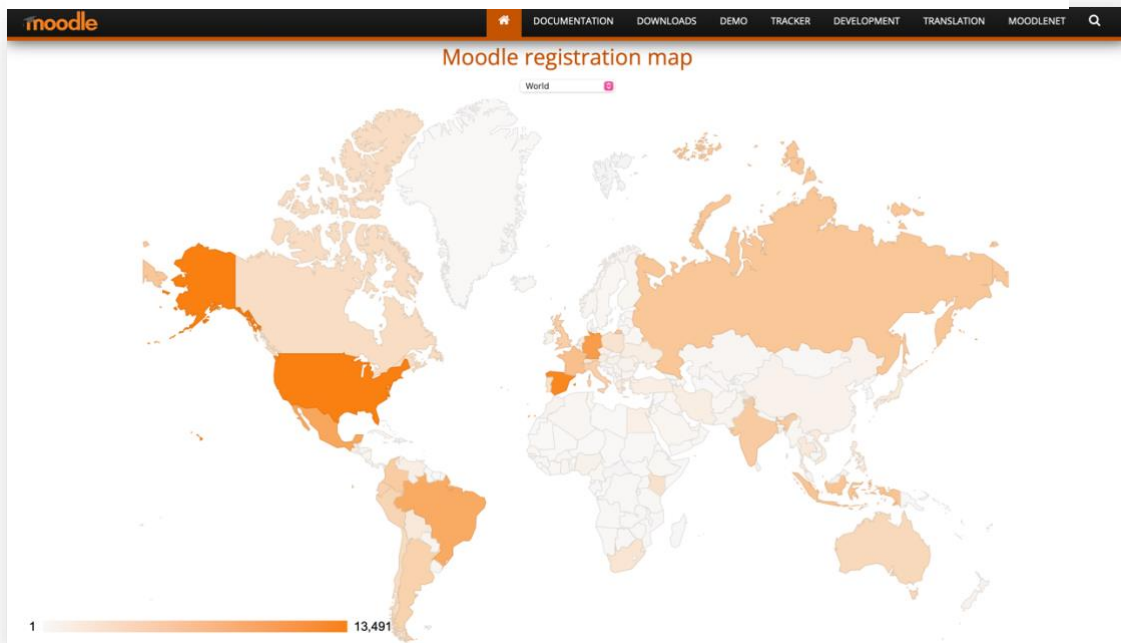 moodle DOCUMENTATION DOWNLOADS DEMO TRACKER DEVELOPMENT TRANSLATION MOODLENET
Moodle registration map
World
1 13,491